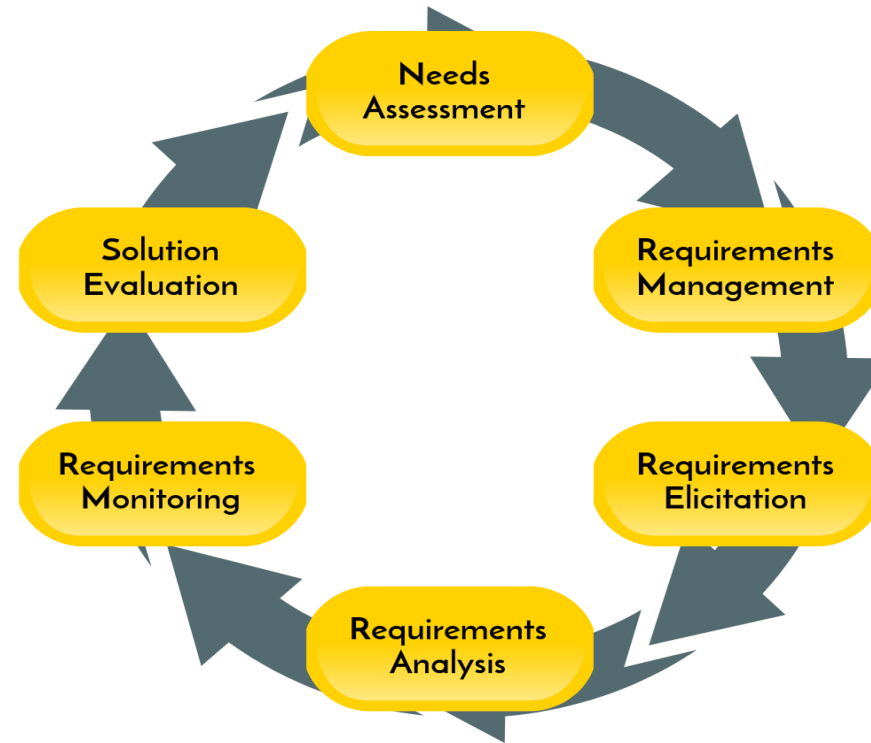 Needs
Assessment
Requirements
Management
Requirements
Elicitation
Requirements
Analysis
Requirements
Monitoring
Solution
Evaluation